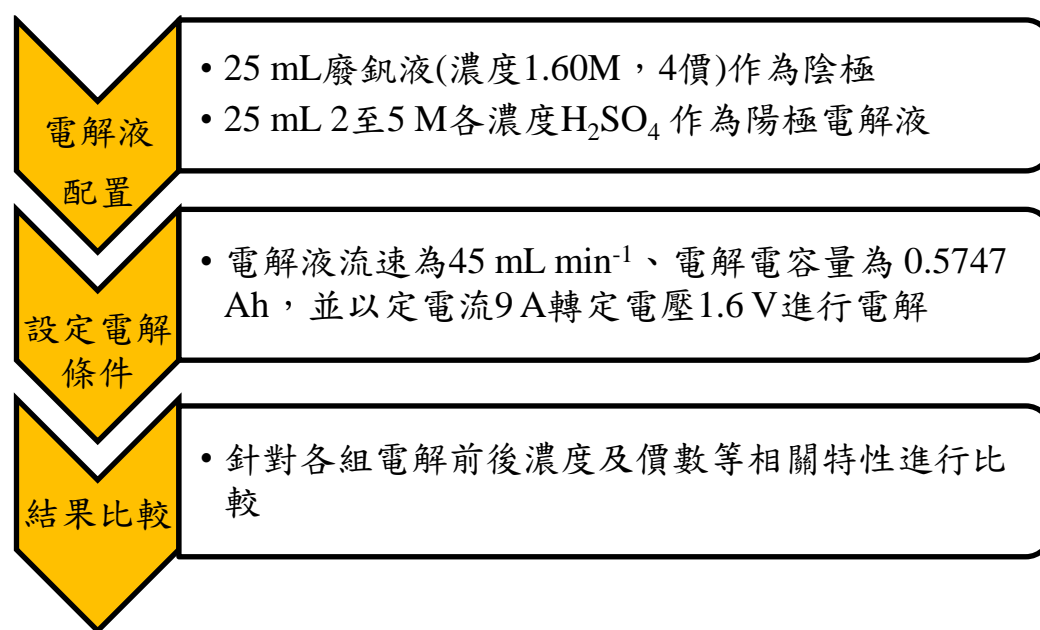 電解液
配置
• 25 mL廢釩液(濃度1.60M，4價)作為陰極
• 25 mL 2至5 M各濃度H₂SO₄ 作為陽極電解液
設定電解
條件
• 電解液流速為45 mL min⁻¹、電解電容量為 0.5747
Ah，並以定電流9 A轉定電壓1.6 V進行電解
結果比較
• 針對各組電解前後濃度及價數等相關特性進行比
較